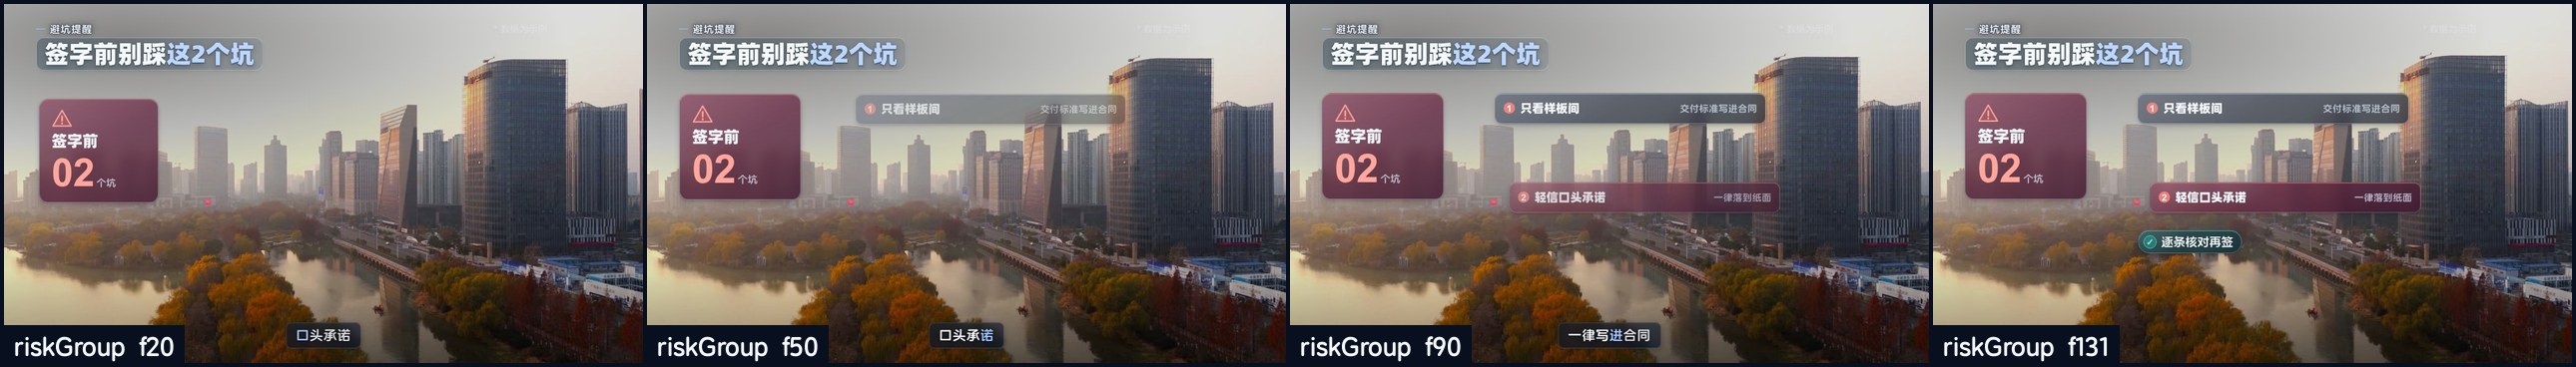 避坑提醒
签字前别踩这2个坑
签字前
02个坑
口头承诺
riskGroup f20
避坑提醒
签字前别踩这2个坑
签字前
02个坑
1 只看样板间 交付标准写进合同
口头承诺
riskGroup f50
避坑提醒
签字前别踩这2个坑
签字前
02个坑
1 只看样板间 交付标准写进合同
2 轻信口头承诺 一律落到纸面
一律写进合同
riskGroup f90
避坑提醒
签字前别踩这2个坑
签字前
02个坑
1 只看样板间 交付标准写进合同
2 轻信口头承诺 一律落到纸面
逐条核对再签
riskGroup f131